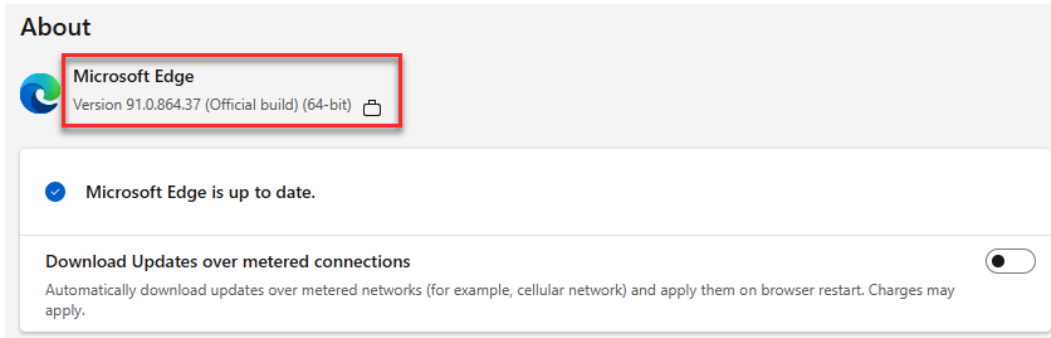 About
Microsoft Edge
Version 91.0.864.37 (Official build) (64-bit)
Microsoft Edge is up to date.
Download Updates over metered connections
Automatically download updates over metered networks (for example, cellular network) and apply them on browser restart. Charges may
apply.